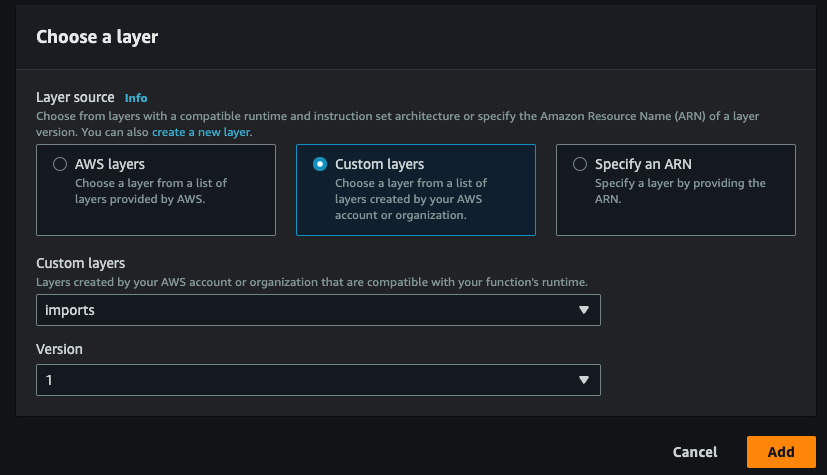 Choose a layer
Layer source Info
Choose from layers with a compatible runtime and instruction set architecture or specify the Amazon Resource Name (ARN) of a layer
version. You can also create a new layer.
AWS layers
Choose a layer from a list of
layers provided by AWS.
Custom layers
Choose a layer from a list of
layers created by your AWS
account or organization.
Specify an ARN
Specify a layer by providing the
ARN.
Custom layers
Layers created by your AWS account or organization that are compatible with your function's runtime.
imports
Version
1
Cancel Add